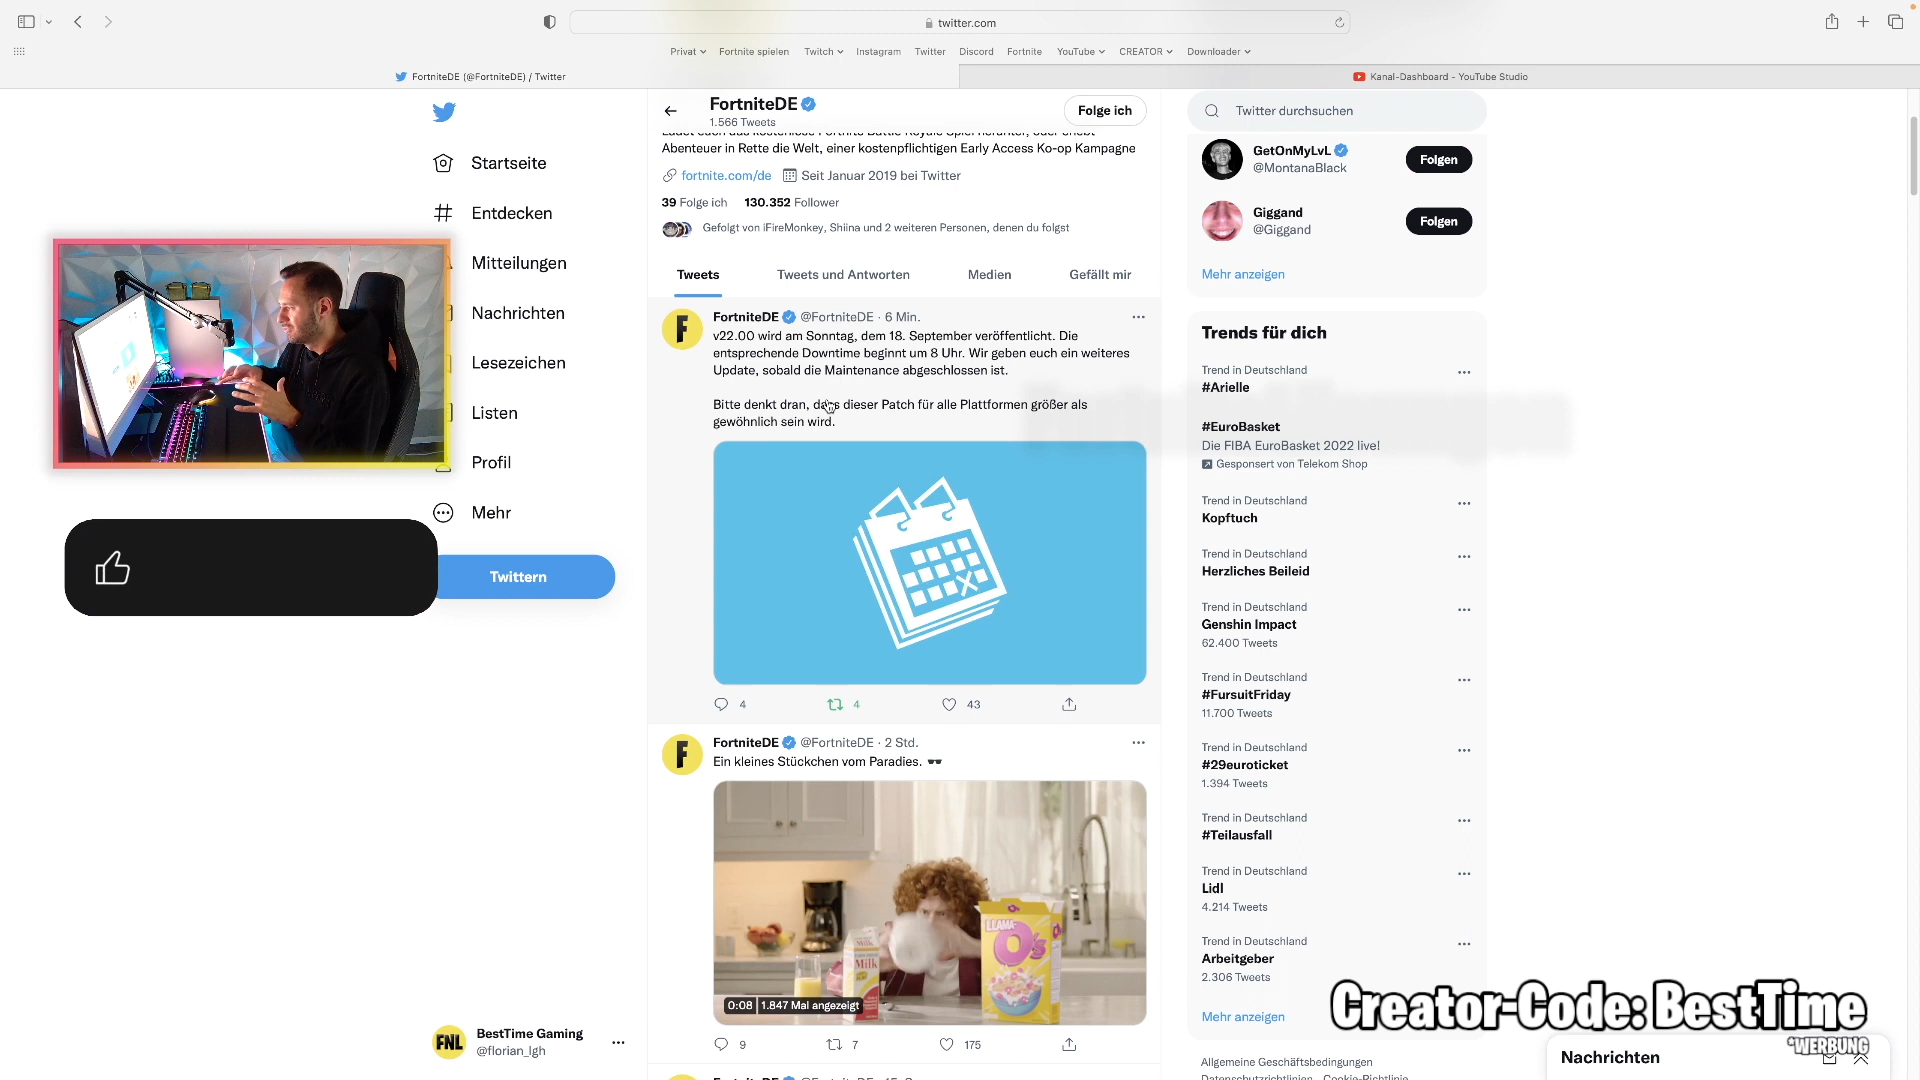 twitter.com
Privat
Fortnite spielen
Twitch
Instagram
Twitter
Discord
Fortnite
YouTube
CREATOR
Downloader
FortniteDE (@FortniteDE) / Twitter
Kanal-Dashboard - YouTube Studio
Startseite
Entdecken
Mitteilungen
Nachrichten
Lesezeichen
Listen
Profil
Mehr
Twittern
BestTime Gaming
@florian_lgh
FNL
FortniteDE
1.566 Tweets
Folge ich
Abenteuer in Rette die Welt, einer kostenpflichtigen Early Access Ko-op Kampagne
fortnite.com/de Seit Januar 2019 bei Twitter
39 Folge ich 130.352 Follower
Gefolgt von iFireMonkey, Shiina und 2 weiteren Personen, denen du folgst
Tweets
Tweets und Antworten
Medien
Gefällt mir
FortniteDE @FortniteDE · 6 Min.
v22.00 wird am Sonntag, dem 18. September veröffentlicht. Die
entsprechende Downtime beginnt um 8 Uhr. Wir geben euch ein weiteres
Update, sobald die Maintenance abgeschlossen ist.
Bitte denkt dran, dass dieser Patch für alle Plattformen größer als
gewöhnlich sein wird.
4
4
43
FortniteDE @FortniteDE · 2 Std.
Ein kleines Stückchen vom Paradies.
LLAMA-
O's
Milk
0:08 1.847 Mal angezeigt
9
7
175
Twitter durchsuchen
GetOnMyLvL
@MontanaBlack
Folgen
Giggand
@Giggand
Folgen
Mehr anzeigen
Trends für dich
Trend in Deutschland
#Arielle
#EuroBasket
Die FIBA EuroBasket 2022 live!
Gesponsert von Telekom Shop
Trend in Deutschland
Kopftuch
Trend in Deutschland
Herzliches Beileid
Trend in Deutschland
Genshin Impact
62.400 Tweets
Trend in Deutschland
#FursuitFriday
11.700 Tweets
Trend in Deutschland
#29euroticket
1.394 Tweets
Trend in Deutschland
#Teilausfall
Trend in Deutschland
Lidl
4.214 Tweets
Trend in Deutschland
Arbeitgeber
2.306 Tweets
Mehr anzeigen
Allgemeine Geschäftsbedingungen
Datenschutzrichtlinien Cookie-Richtlinie
Creator-Code: BestTime
*WERBUNG
Nachrichten